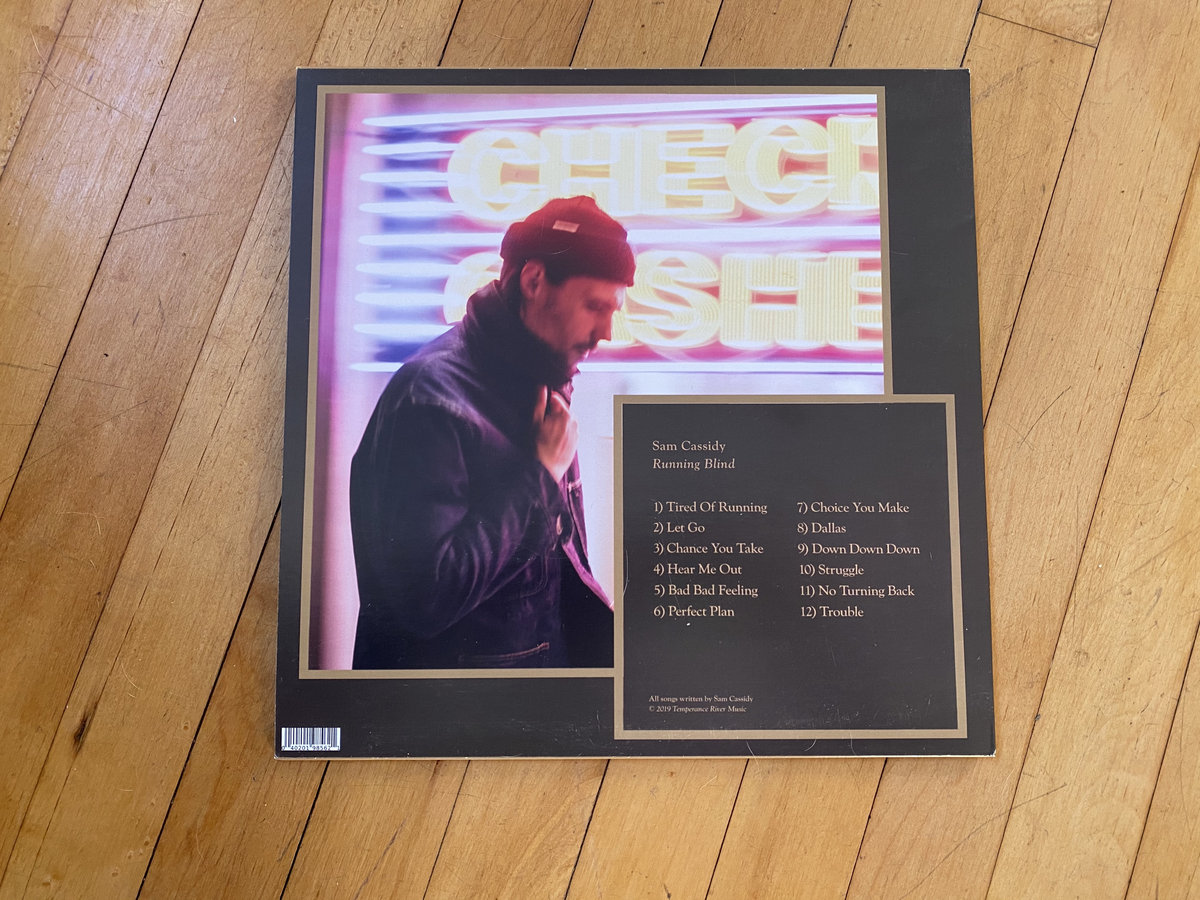 CHECK
Sam Cassidy
Running Blind
1) Tired Of Running
2) Let Go
3) Chance You Take
4) Hear Me Out
5) Bad Bad Feeling
6) Perfect Plan
7) Choice You Make
8) Dallas
9) Down Down Down
10) Struggle
11) No Turning Back
12) Trouble
All songs written by Sam Cassidy
© 2019 Temperance River Music